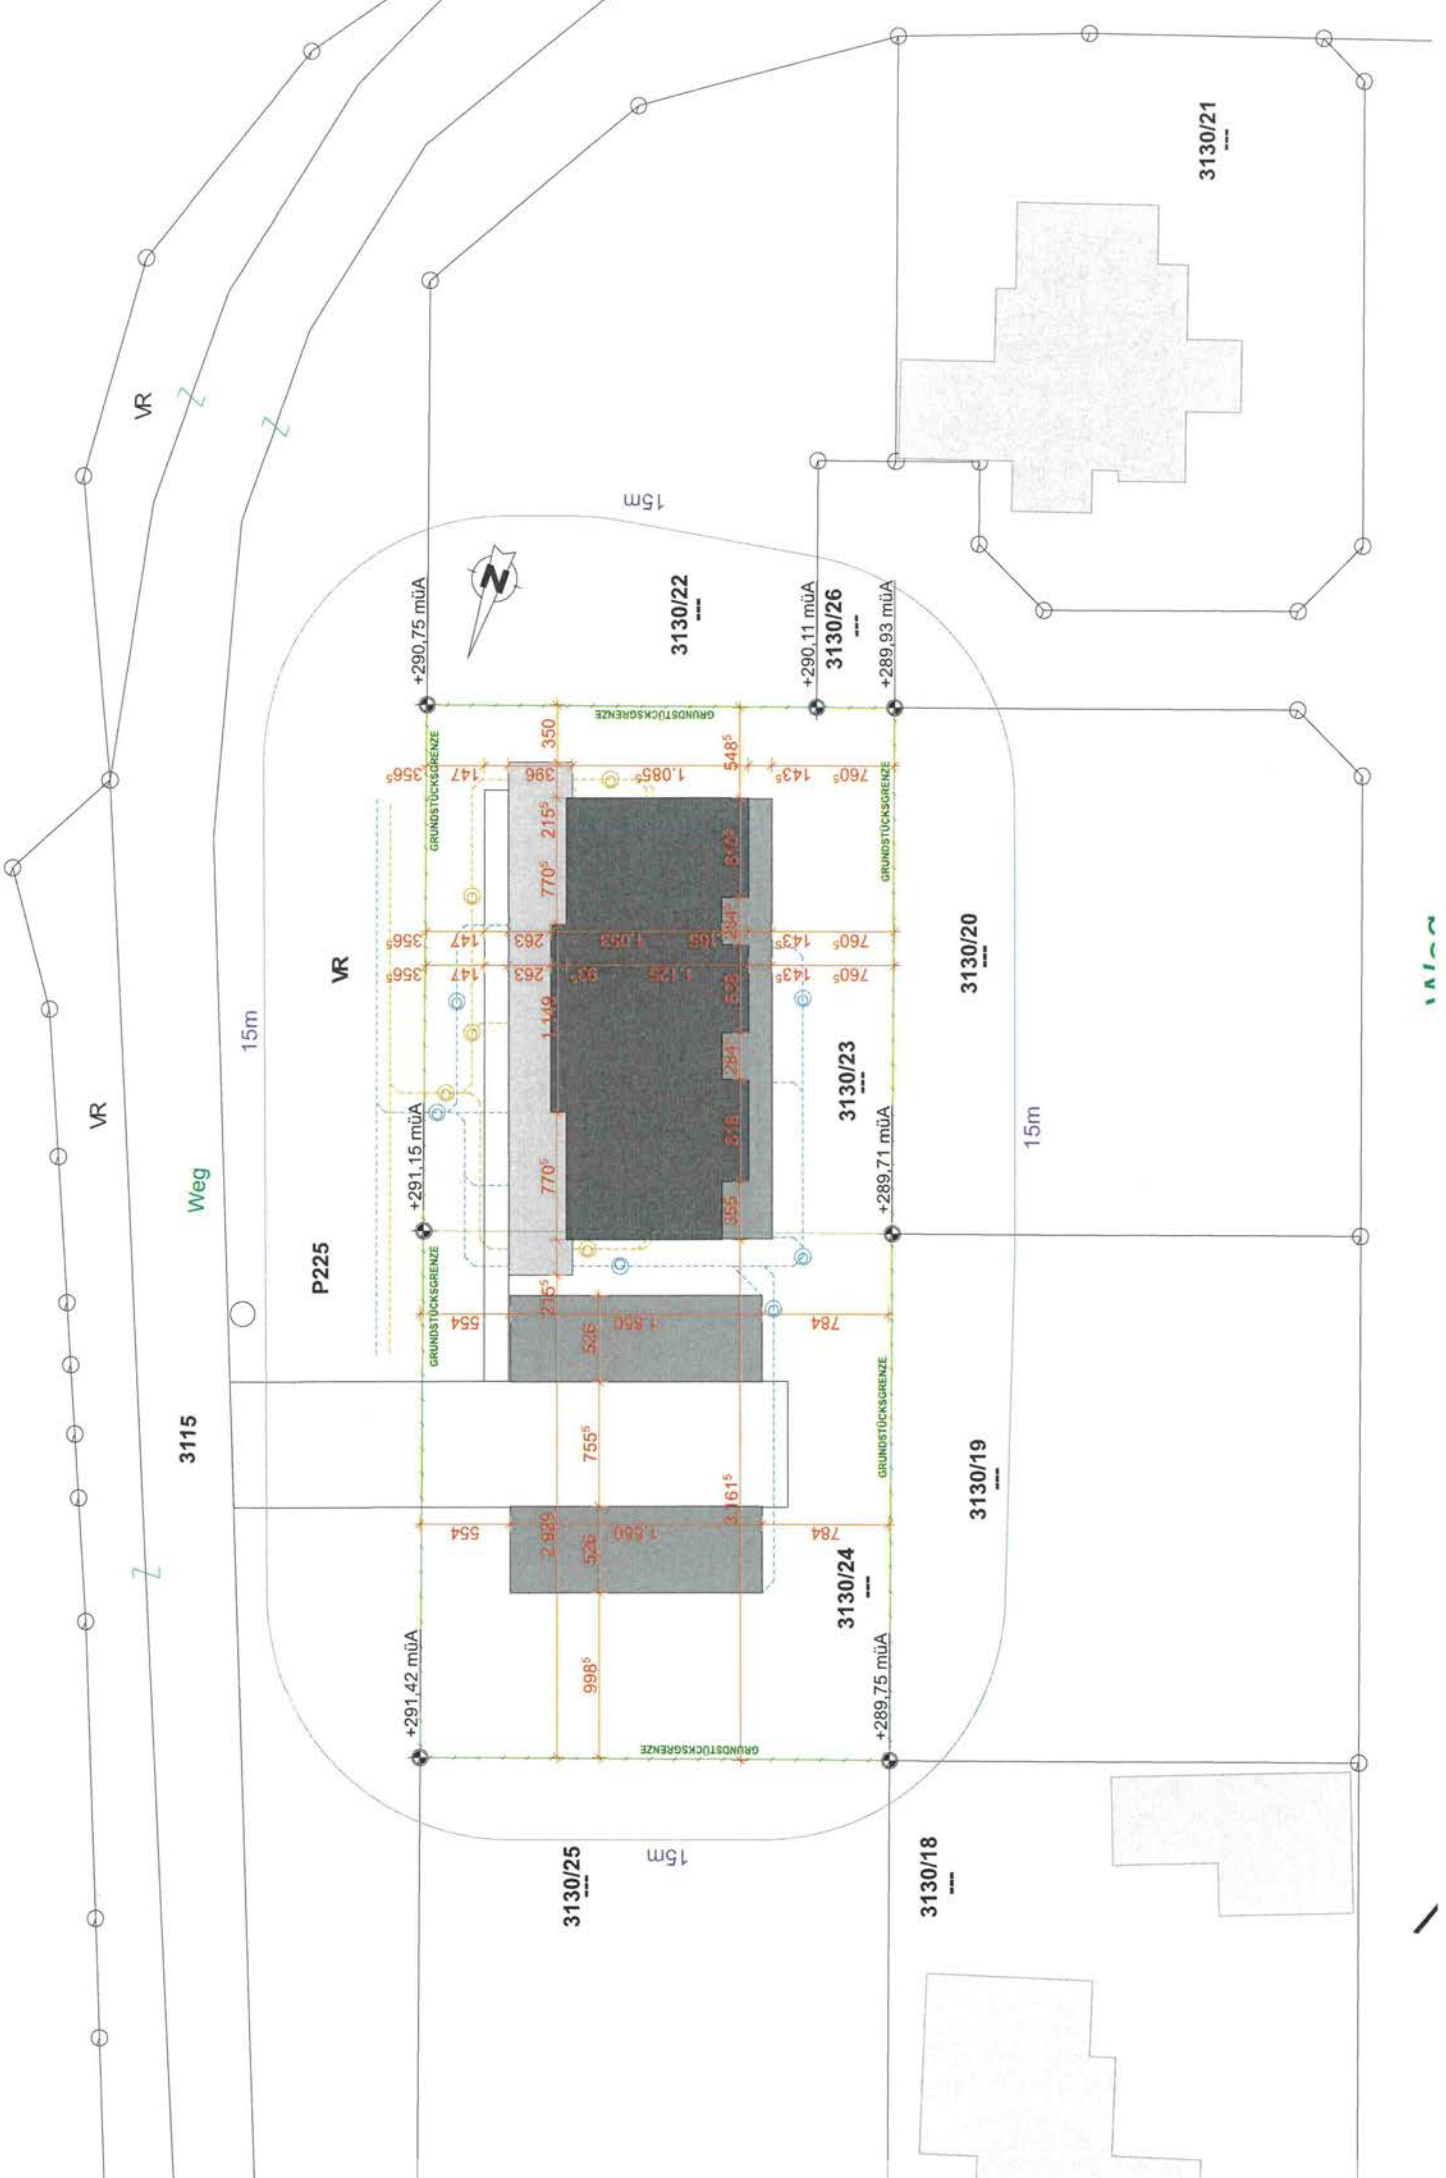 3130/21
---
VR
15m
N
+290,75 müA
3130/22
---
+290,11 müA
3130/26
---
+289,93 müA
GRUNDSTÜCKSGRENZE
GRUNDSTÜCKSGRENZE
350
548⁵
356⁵
147
396
1.085⁵
143⁵
760⁵
GRUNDSTÜCKSGRENZE
215⁵
770⁵
356⁵
147
263
1.053
143⁵
760⁵
356⁵
147
263
93⁵
1.125
143⁵
760⁵
3130/20
---
VR
15m
1.149
284⁵
3130/23
---
Weg
VR
+291,15 müA
+289,71 müA
15m
770⁵
355
Weg
P225
GRUNDSTÜCKSGRENZE
215⁵
554
526
1.550
784
GRUNDSTÜCKSGRENZE
3115
755⁵
3.161⁵
3130/19
---
554
2.929
526
1.550
784
3130/24
---
+291,42 müA
998⁵
+289,75 müA
GRUNDSTÜCKSGRENZE
15m
3130/25
---
3130/18
---